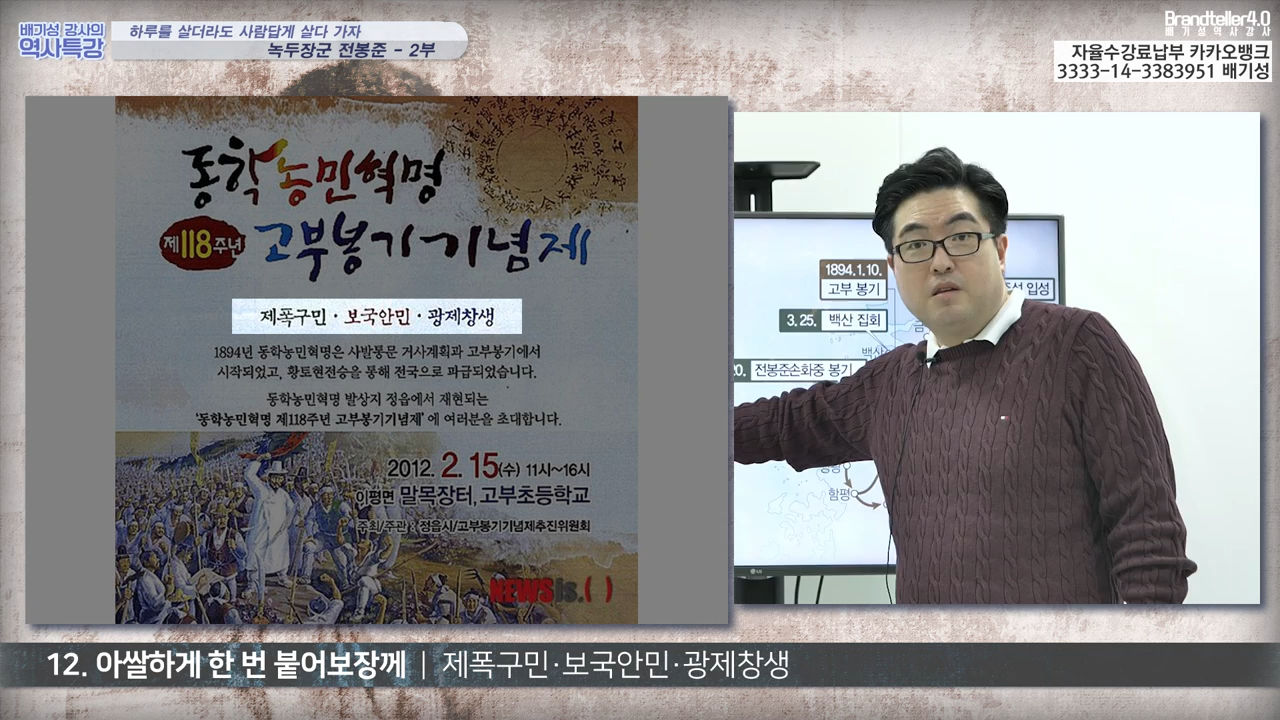 배기성 강사의
역사특강
하루를 살더라도 사람답게 살다 가자
녹두장군 전봉준 - 2부
Brandteller4.0
배기성역사강사
자율수강료납부 카카오뱅크
3333-14-3383951 배기성
동학농민혁명
제118주년 고부봉기 기념제
제폭구민·보국안민·광제창생
1894년 동학농민혁명은 사발통문 거사계획과 고부봉기에서
시작되었고, 황토현전승을 통해 전국으로 파급되었습니다.
동학농민혁명 발상지 정읍에서 재현되는
'동학농민혁명 제118주년 고부봉기기념제' 에 여러분을 초대합니다.
2012. 2. 15(수) 11시~16시
이평면 말목장터, 고부초등학교
주최/주관 : 정읍시/고부봉기기념제추진위원회
NEWSis.( )
1894.1.10.
고부 봉기
입성
3. 25. 백산 집회
백산
20. 전봉준손화중 봉기
함평
LG
12. 아쌀하게 한 번 붙어보장께 | 제폭구민·보국안민·광제창생